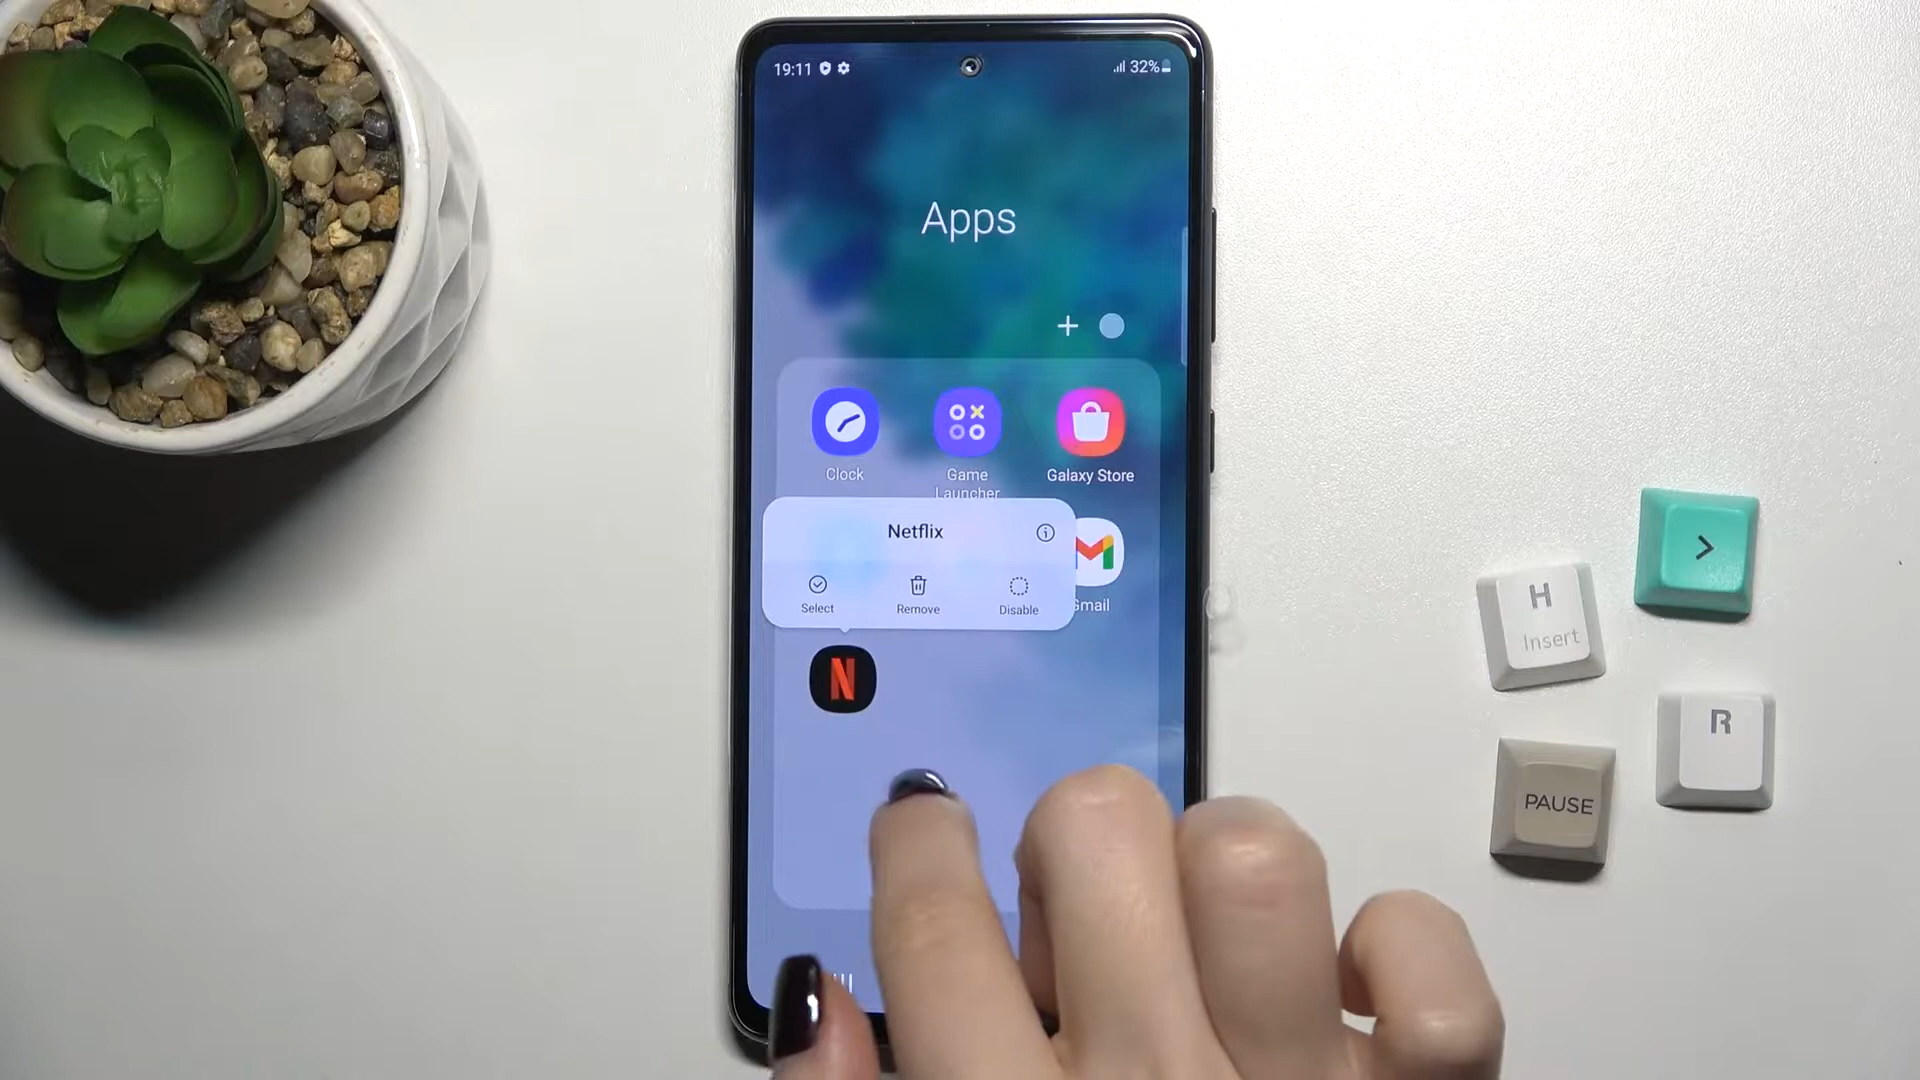 19:11
32%
Apps
Clock
Game
Launcher
Galaxy Store
Netflix
Select
Remove
Disable
Gmail
N
>
H
Insert
R
PAUSE